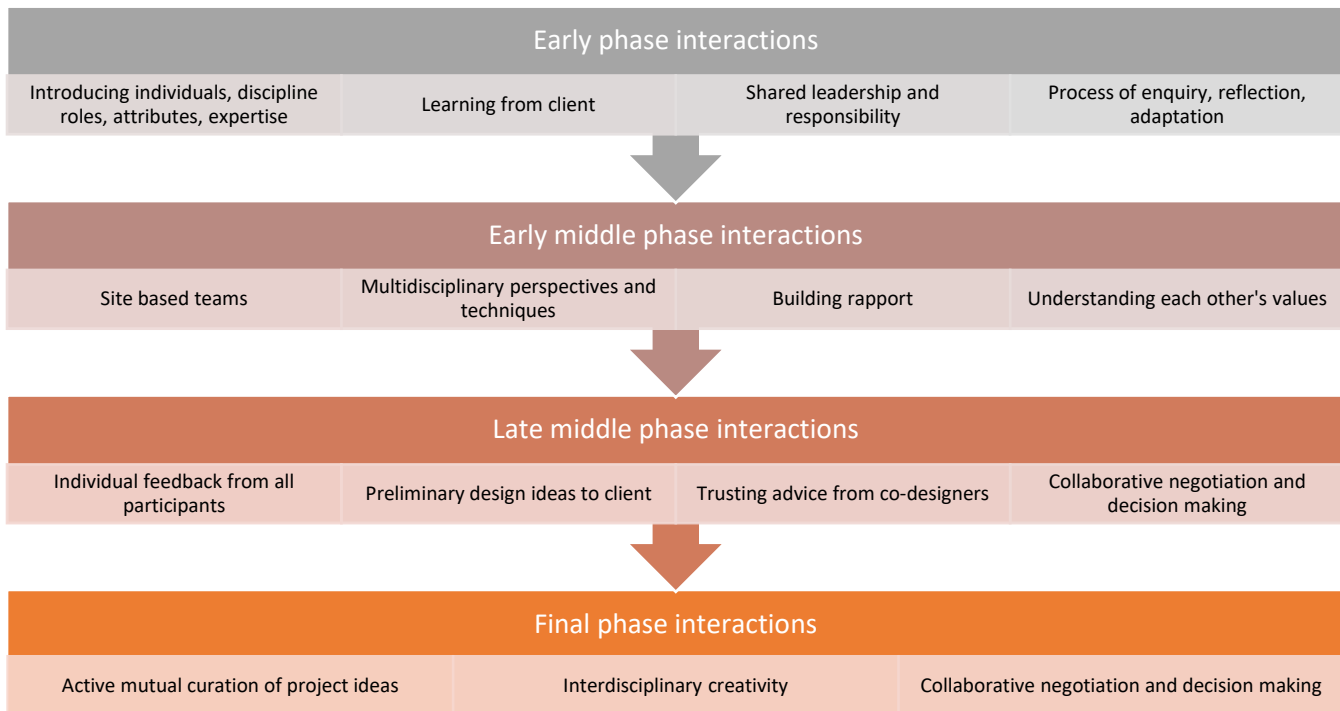 Early phase interactions
Introducing individuals, discipline
roles, attributes, expertise
Learning from client
Shared leadership and
responsibility
Process of enquiry, reflection,
adaptation
Early middle phase interactions
Site based teams
Multidisciplinary perspectives and
techniques
Building rapport
Understanding each other's values
Late middle phase interactions
Individual feedback from all
participants
Preliminary design ideas to client
Trusting advice from co-designers
Collaborative negotiation and
decision making
Final phase interactions
Active mutual curation of project ideas
Interdisciplinary creativity
Collaborative negotiation and decision making